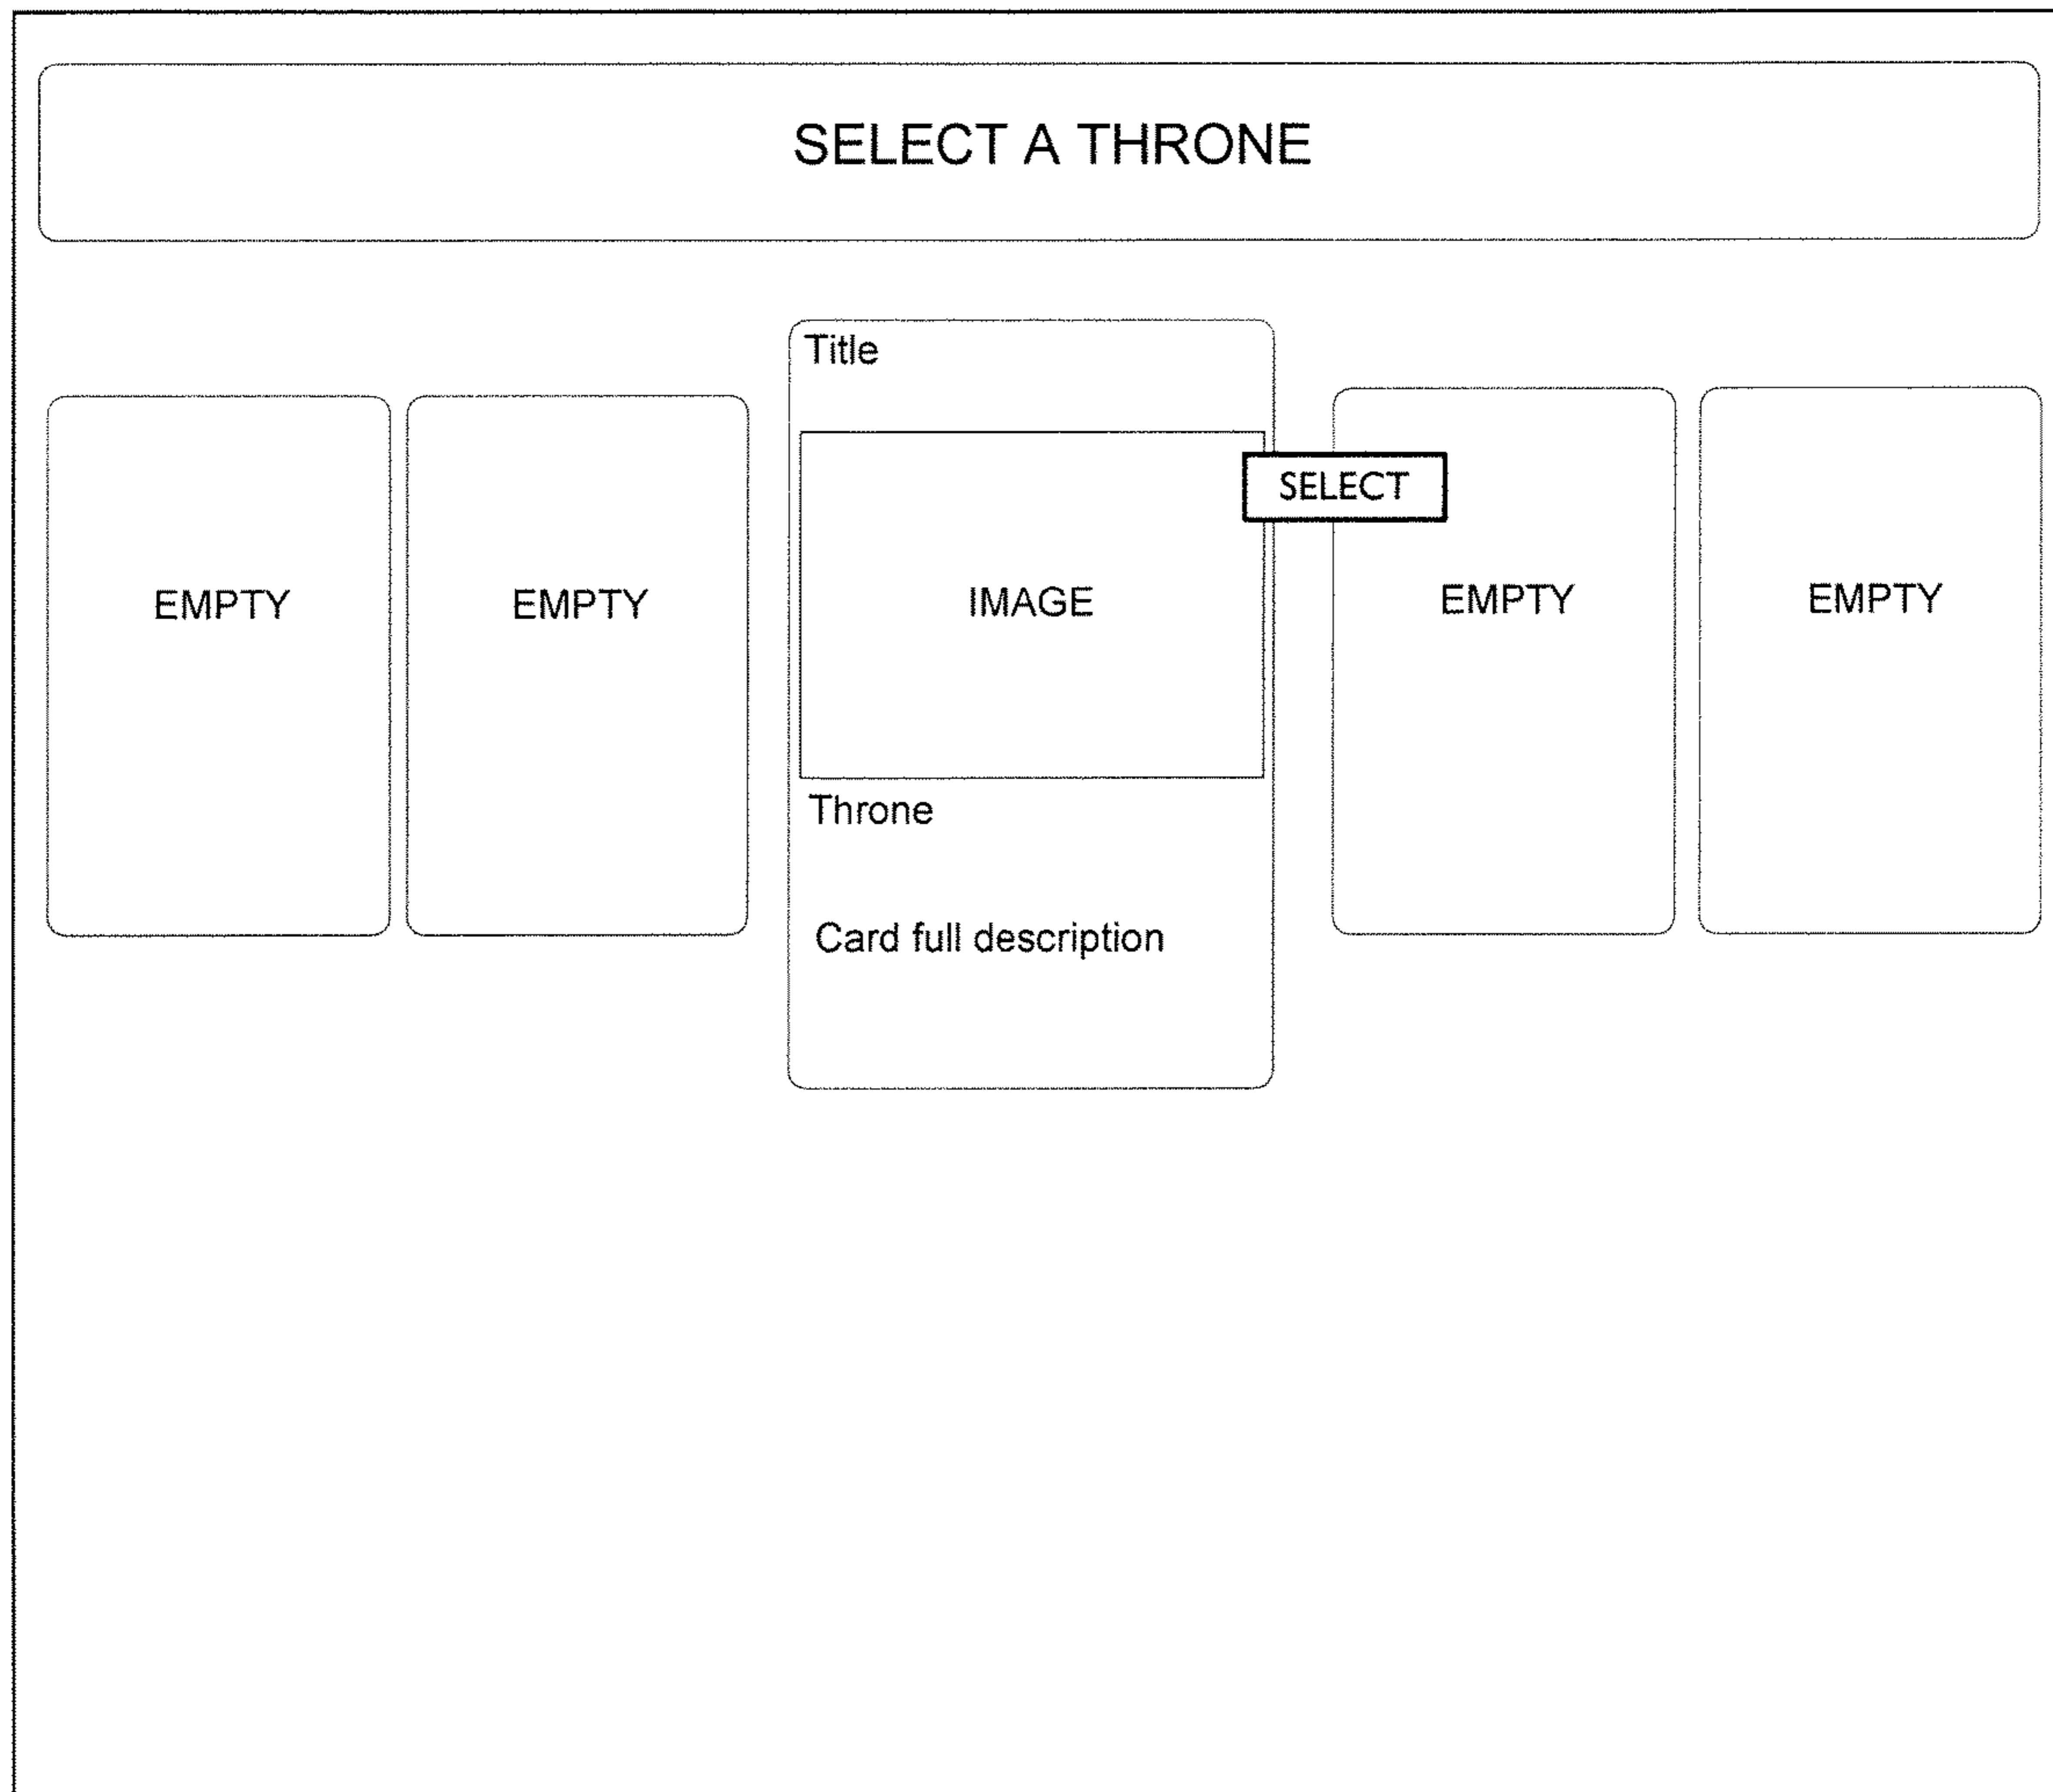 SELECT A THRONE
Title
SELECT
EMPTY
EMPTY
IMAGE
EMPTY
EMPTY
Throne
Card full description